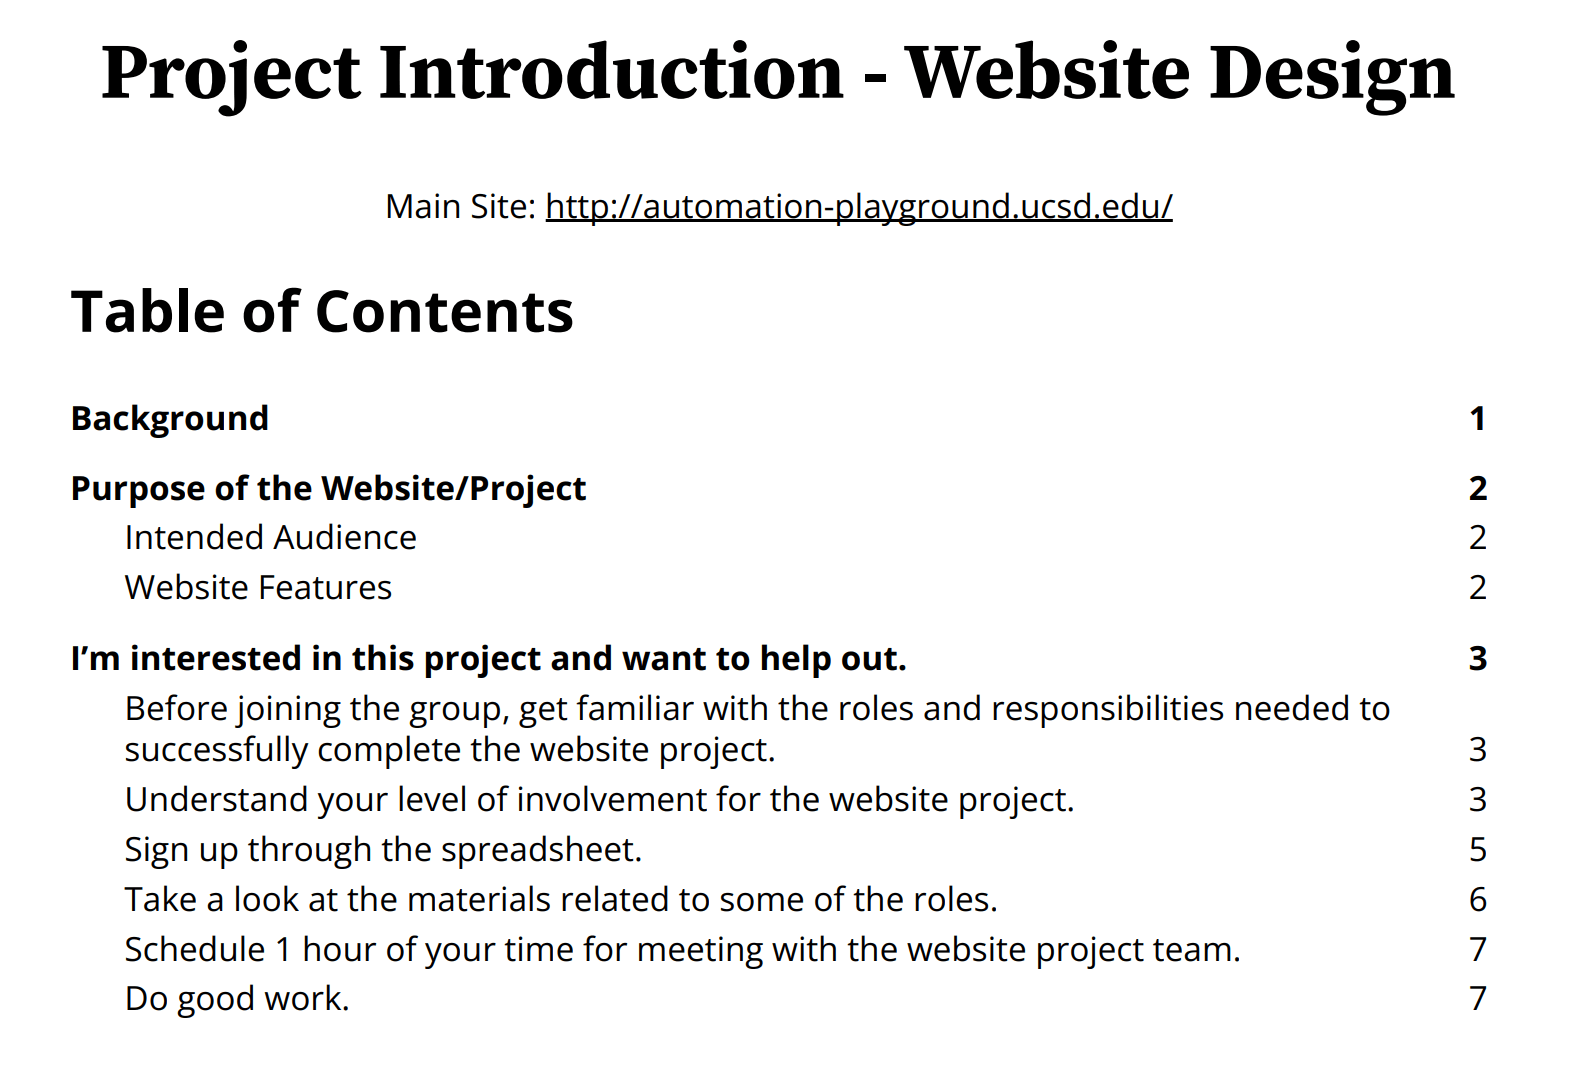 Project Introduction - Website Design
Main Site: http://automation-playground.ucsd.edu/
Table of Contents
Background 1
Purpose of the Website/Project 2
Intended Audience 2
Website Features 2
I’m interested in this project and want to help out. 3
Before joining the group, get familiar with the roles and responsibilities needed to
successfully complete the website project. 3
Understand your level of involvement for the website project. 3
Sign up through the spreadsheet. 5
Take a look at the materials related to some of the roles. 6
Schedule 1 hour of your time for meeting with the website project team. 7
Do good work. 7